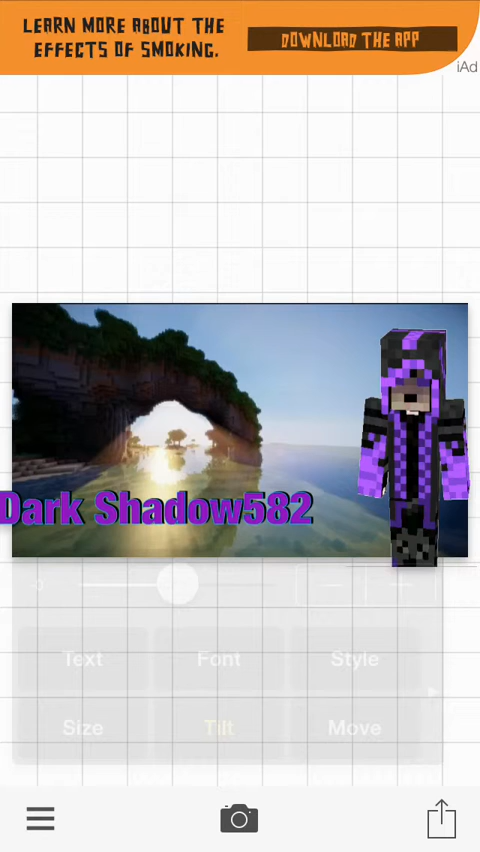 LEARN MORE ABOUT THE
EFFECTS OF SMOKING.
DOWNLOAD THE APP
iAd
Dark Shadow582
Text Font Style
Size Tilt Move